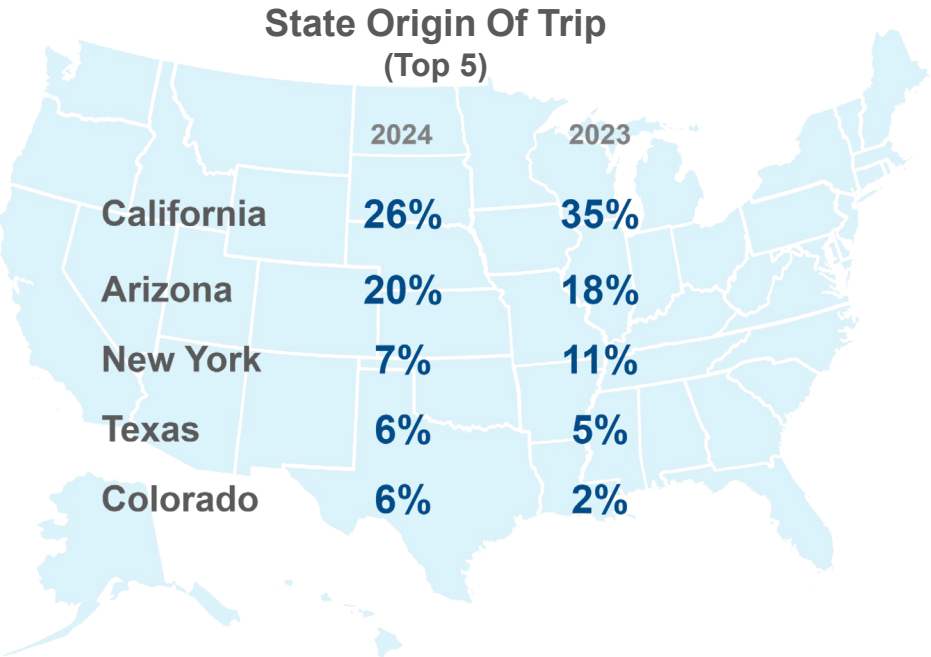 State Origin Of Trip
(Top 5)
2024 2023
California 26% 35%
Arizona 20% 18%
New York 7% 11%
Texas 6% 5%
Colorado 6% 2%